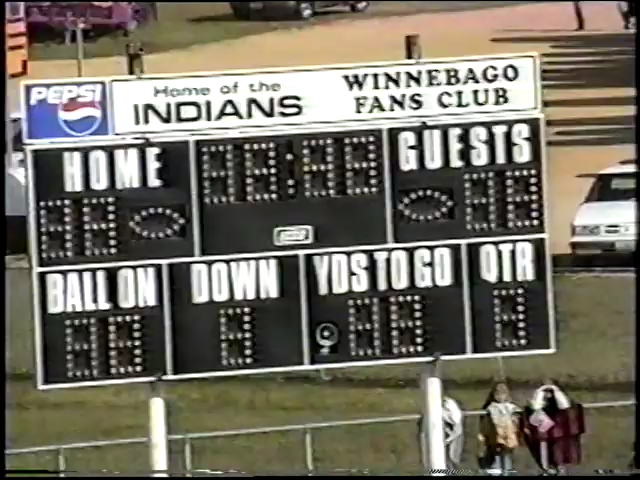 PEPSI
Home of the
INDIANS
WINNEBAGO
FANS CLUB
HOME
GUESTS
BALL ON
DOWN
YDS TO GO
QTR